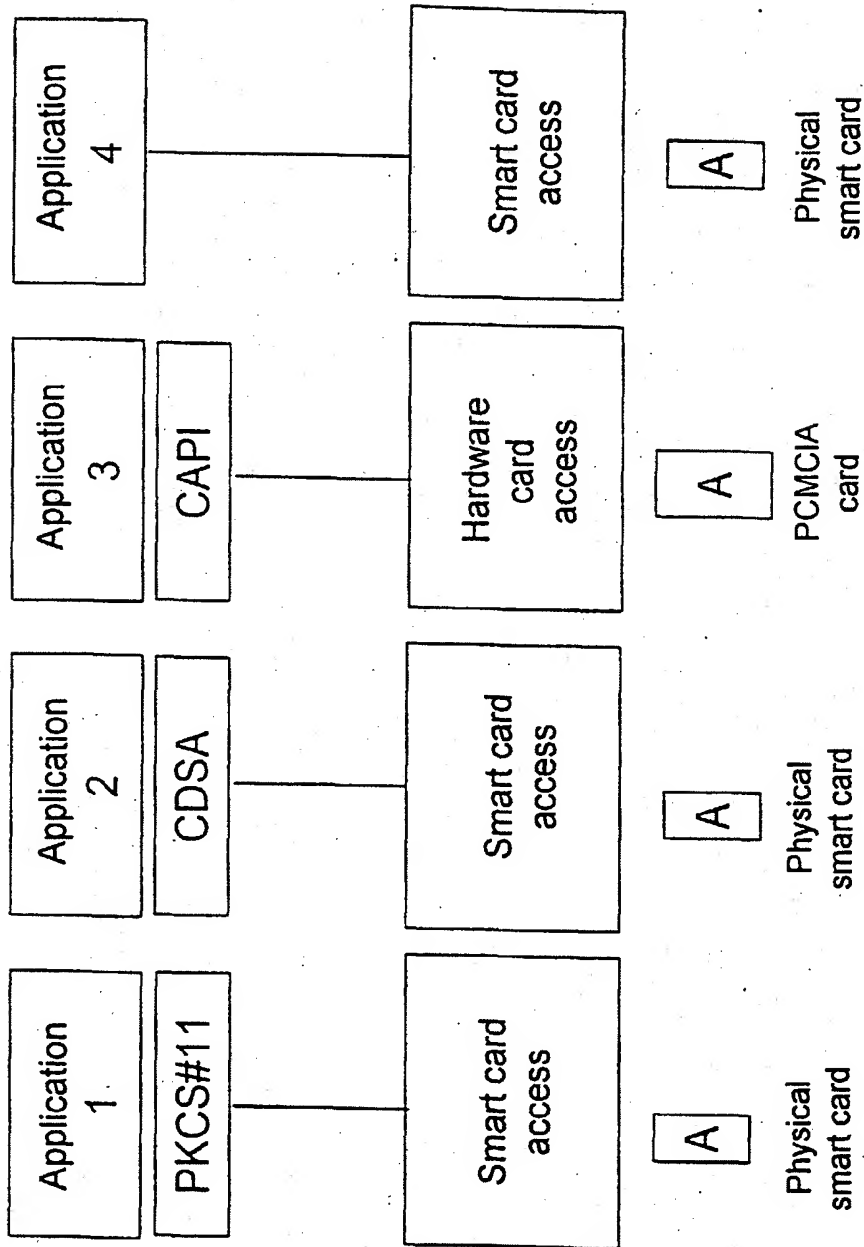 Application
1
PKCS#11
Smart card
access
A
Physical
smart card
Application
2
CDSA
Smart card
access
A
Physical
smart card
Application
3
CAPI
Hardware
card
access
A
PCMCIA
card
Application
4
Smart card
access
A
Physical
smart card